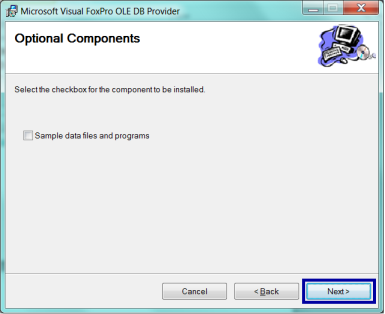 Microsoft Visual FoxPro OLE DB Provider
Optional Components
Select the checkbox for the component to be installed.
Sample data files and programs
Cancel
< Back
Next >